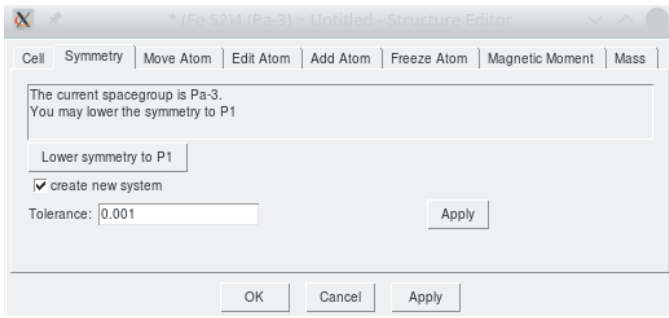 * (Fe S2)4 (Pa-3) ~ Untitled - Structure Editor
Cell Symmetry Move Atom Edit Atom Add Atom Freeze Atom Magnetic Moment Mass
The current spacegroup is Pa-3.
You may lower the symmetry to P1
Lower symmetry to P1
create new system
Tolerance: 0.001 Apply
OK Cancel Apply